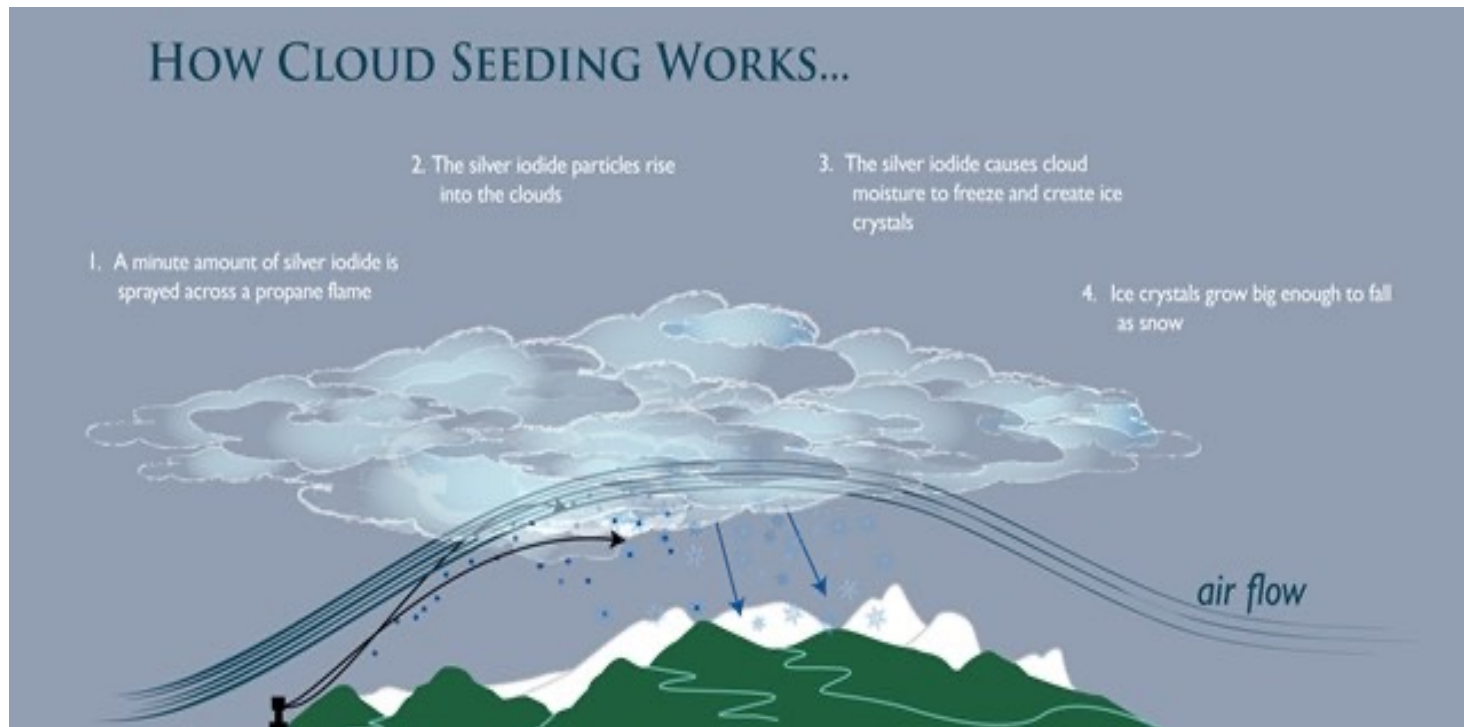 HOW CLOUD SEEDING WORKS...
1. A minute amount of silver iodide is
sprayed across a propane flame
2. The silver iodide particles rise
into the clouds
3. The silver iodide causes cloud
moisture to freeze and create ice
crystals
4. Ice crystals grow big enough to fall
as snow
air flow